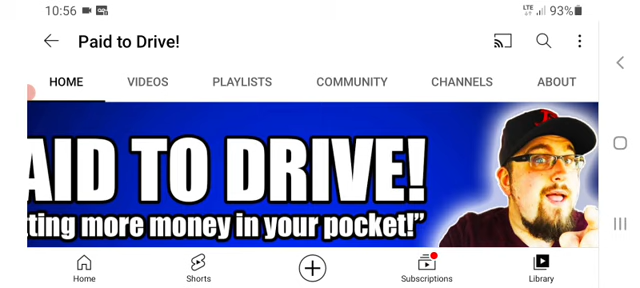 10:56 LTE 93%
Paid to Drive!
HOME VIDEOS PLAYLISTS COMMUNITY CHANNELS ABOUT
AID TO DRIVE!
ting more money in your pocket!”
Home Shorts Subscriptions Library